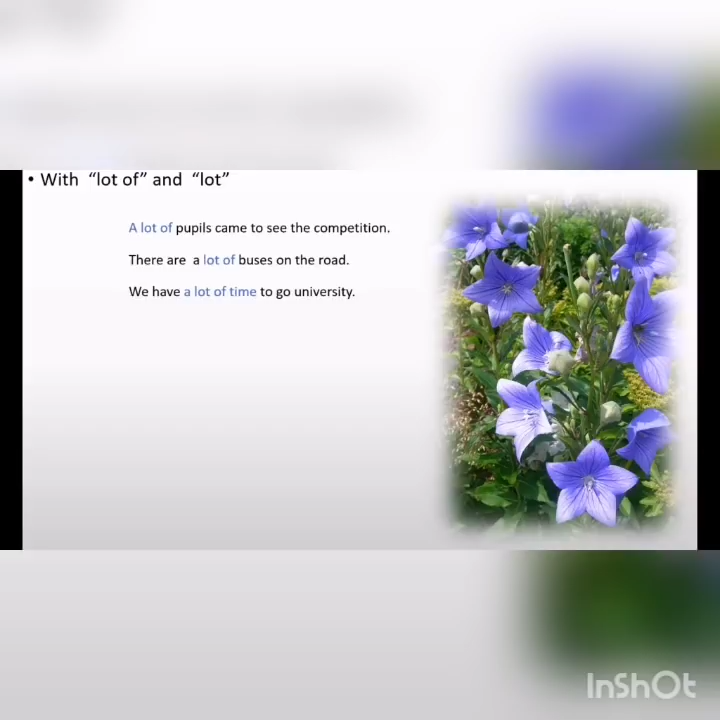 • With “lot of” and “lot”
A lot of pupils came to see the competition.
There are a lot of buses on the road.
We have a lot of time to go university.
InShOt